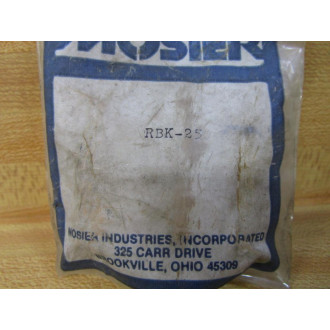 MOSIER
RBK-25
MOSIER INDUSTRIES, INCORPORATED
325 CARR DRIVE
BROOKVILLE, OHIO 45309